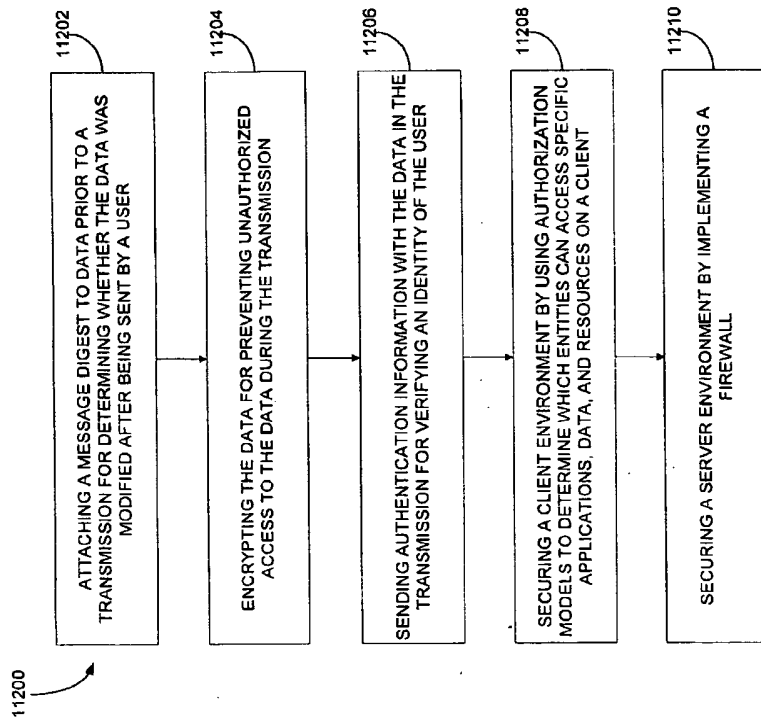 11200
11202
ATTACHING A MESSAGE DIGEST TO DATA PRIOR TO A
TRANSMISSION FOR DETERMINING WHETHER THE DATA WAS
MODIFIED AFTER BEING SENT BY A USER
11204
ENCRYPTING THE DATA FOR PREVENTING UNAUTHORIZED
ACCESS TO THE DATA DURING THE TRANSMISSION
11206
SENDING AUTHENTICATION INFORMATION WITH THE DATA IN THE
TRANSMISSION FOR VERIFYING AN IDENTITY OF THE USER
11208
SECURING A CLIENT ENVIRONMENT BY USING AUTHORIZATION
MODELS TO DETERMINE WHICH ENTITIES CAN ACCESS SPECIFIC
APPLICATIONS, DATA, AND RESOURCES ON A CLIENT
11210
SECURING A SERVER ENVIRONMENT BY IMPLEMENTING A
FIREWALL